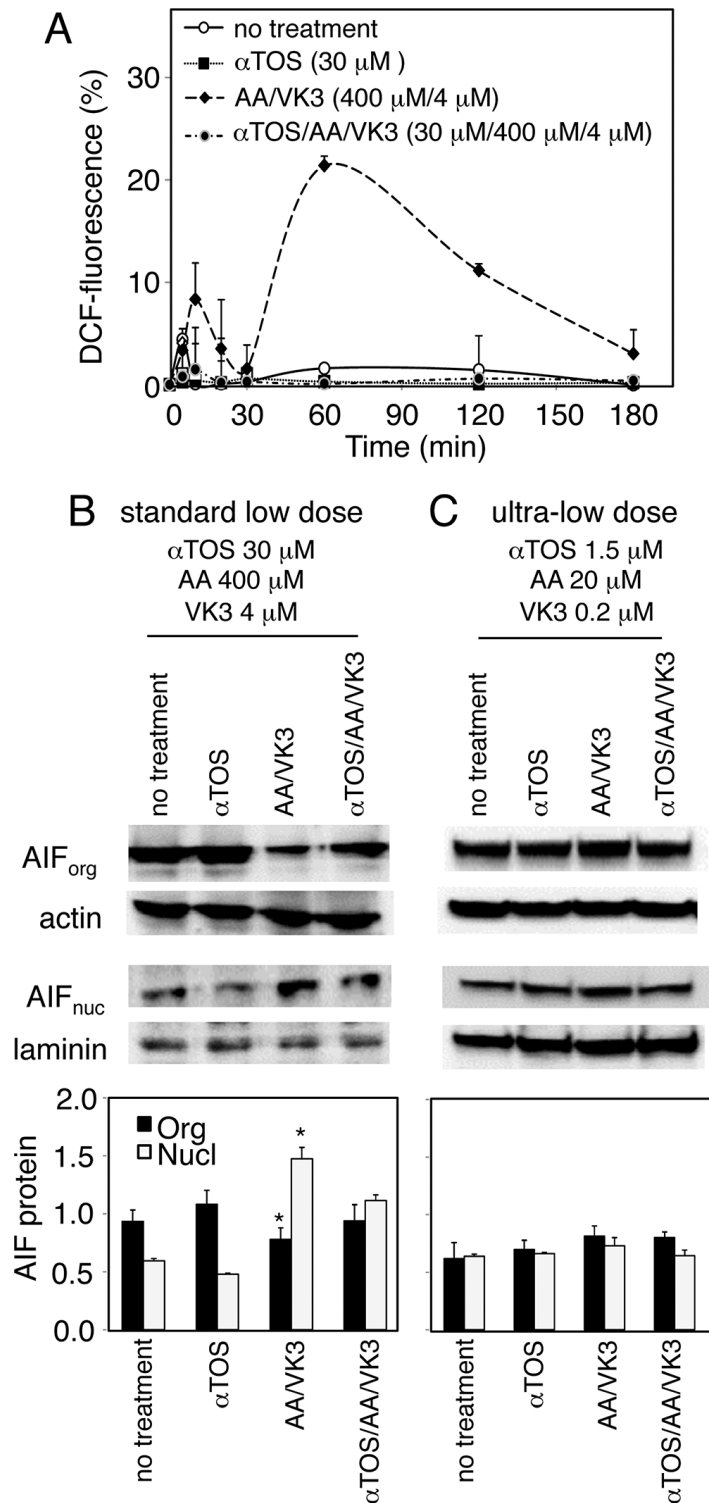 A
no treatment
αTOS (30 μM )
AA/VK3 (400 μM/4 μM)
αTOS/AA/VK3 (30 μM/400 μM/4 μM)
DCF-fluorescence (%)
30
20
10
0
0 30 60 90 120 150 180
Time (min)
B standard low dose
αTOS 30 μM
AA 400 μM
VK3 4 μM
C ultra-low dose
αTOS 1.5 μM
AA 20 μM
VK3 0.2 μM
no treatment
αTOS
AA/VK3
αTOS/AA/VK3
no treatment
αTOS
AA/VK3
αTOS/AA/VK3
AIForg
actin
AIFnuc
laminin
AIF protein
2.0
1.5
1.0
0.5
0.0
Org
Nucl
*
*
no treatment
αTOS
AA/VK3
αTOS/AA/VK3
no treatment
αTOS
AA/VK3
αTOS/AA/VK3